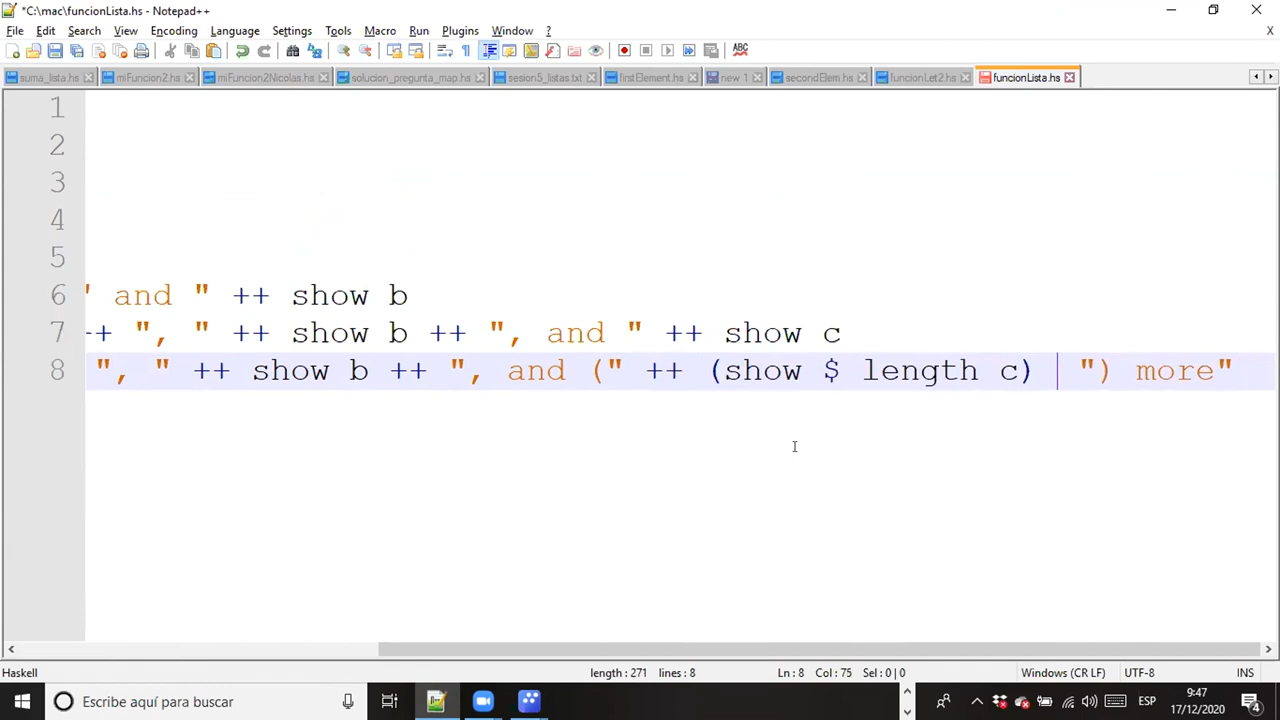 *C:\mac\funcionLista.hs - Notepad++
File Edit Search View Encoding Language Settings Tools Macro Run Plugins Window ? X
suma_lista.hs miFuncion2.hs miFuncion2Nicolas.hs solucion_pregunta_map.hs sesion5_listas.txt firstElement.hs new 1 secondElem.hs funcionLet2.hs funcionLista.hs
1
2
3
4
5
6 " and " ++ show b
7 ++ ", " ++ show b ++ ", and " ++ show c
8 ", " ++ show b ++ ", and (" ++ (show $ length c) ") more"
Haskell length : 271 lines : 8 Ln : 8 Col : 75 Sel : 0 | 0 Windows (CR LF) UTF-8 INS
Escribe aquí para buscar ESP 9:47
17/12/2020 4